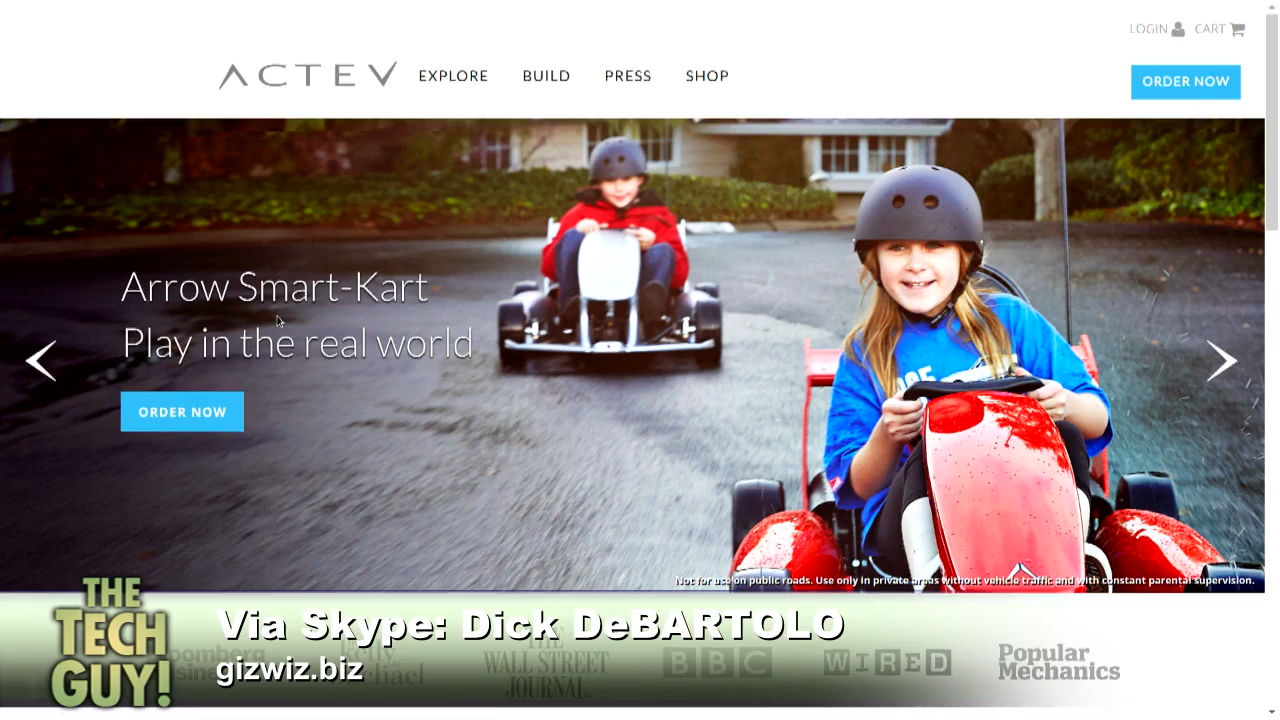 LOGIN CART
ACTEV EXPLORE BUILD PRESS SHOP
ORDER NOW
Arrow Smart-Kart
Play in the real world
ORDER NOW
Not for use on public roads. Use only in private areas without vehicle traffic and with constant parental supervision.
THE
TECH
GUY!
Via Skype: Dick DeBARTOLO
gizwiz.biz
THE
WALL STREET
JOURNAL.
BBC
WIRED
Popular
Mechanics